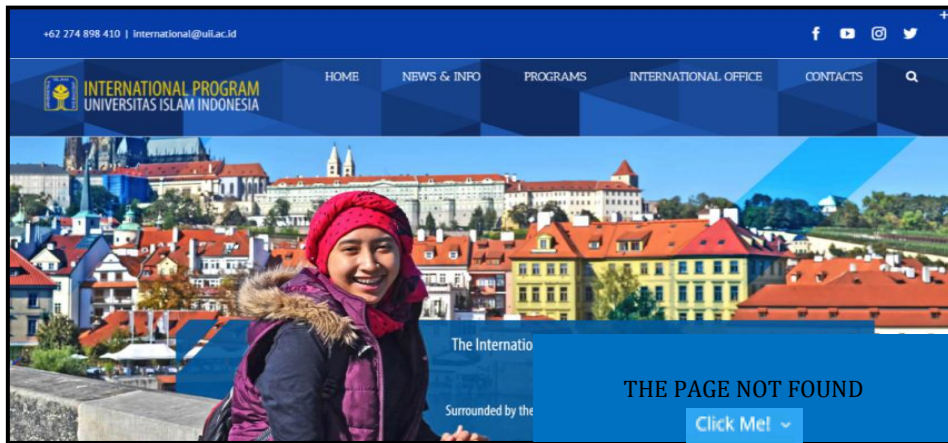 +62 274 898 410 | international@uii.ac.id
INTERNATIONAL PROGRAM
UNIVERSITAS ISLAM INDONESIA
HOME NEWS & INFO PROGRAMS INTERNATIONAL OFFICE CONTACTS
The Internatio
THE PAGE NOT FOUND
Surrounded by the
Click Me!